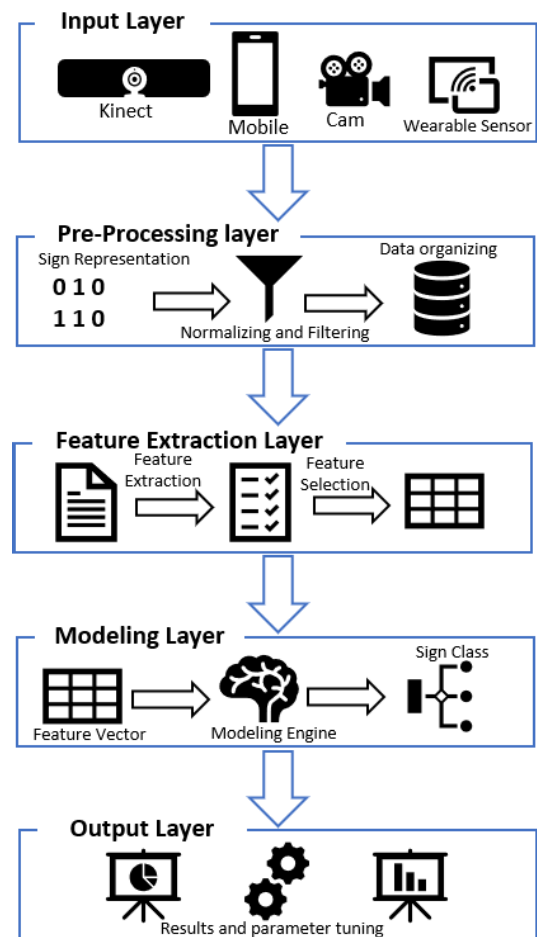 Input Layer
Kinect
Mobile
Cam
Wearable Sensor
Pre-Processing layer
Sign Representation
0 1 0
1 1 0
Normalizing and Filtering
Data organizing
Feature Extraction Layer
Feature
Extraction
Feature
Selection
Modeling Layer
Feature Vector
Modeling Engine
Sign Class
Output Layer
Results and parameter tuning